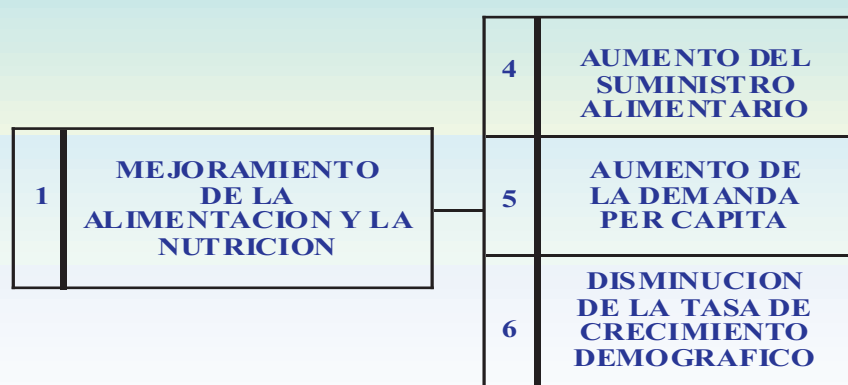 1
MEJORAMIENTO
DE LA
ALIMENTACION Y LA
NUTRICION
4
AUMENTO DEL
SUMINISTRO
ALIMENTARIO
5
AUMENTO DE
LA DEMANDA
PER CAPITA
6
DISMINUCION
DE LA TASA DE
CRECIMIENTO
DEMOGRAFICO